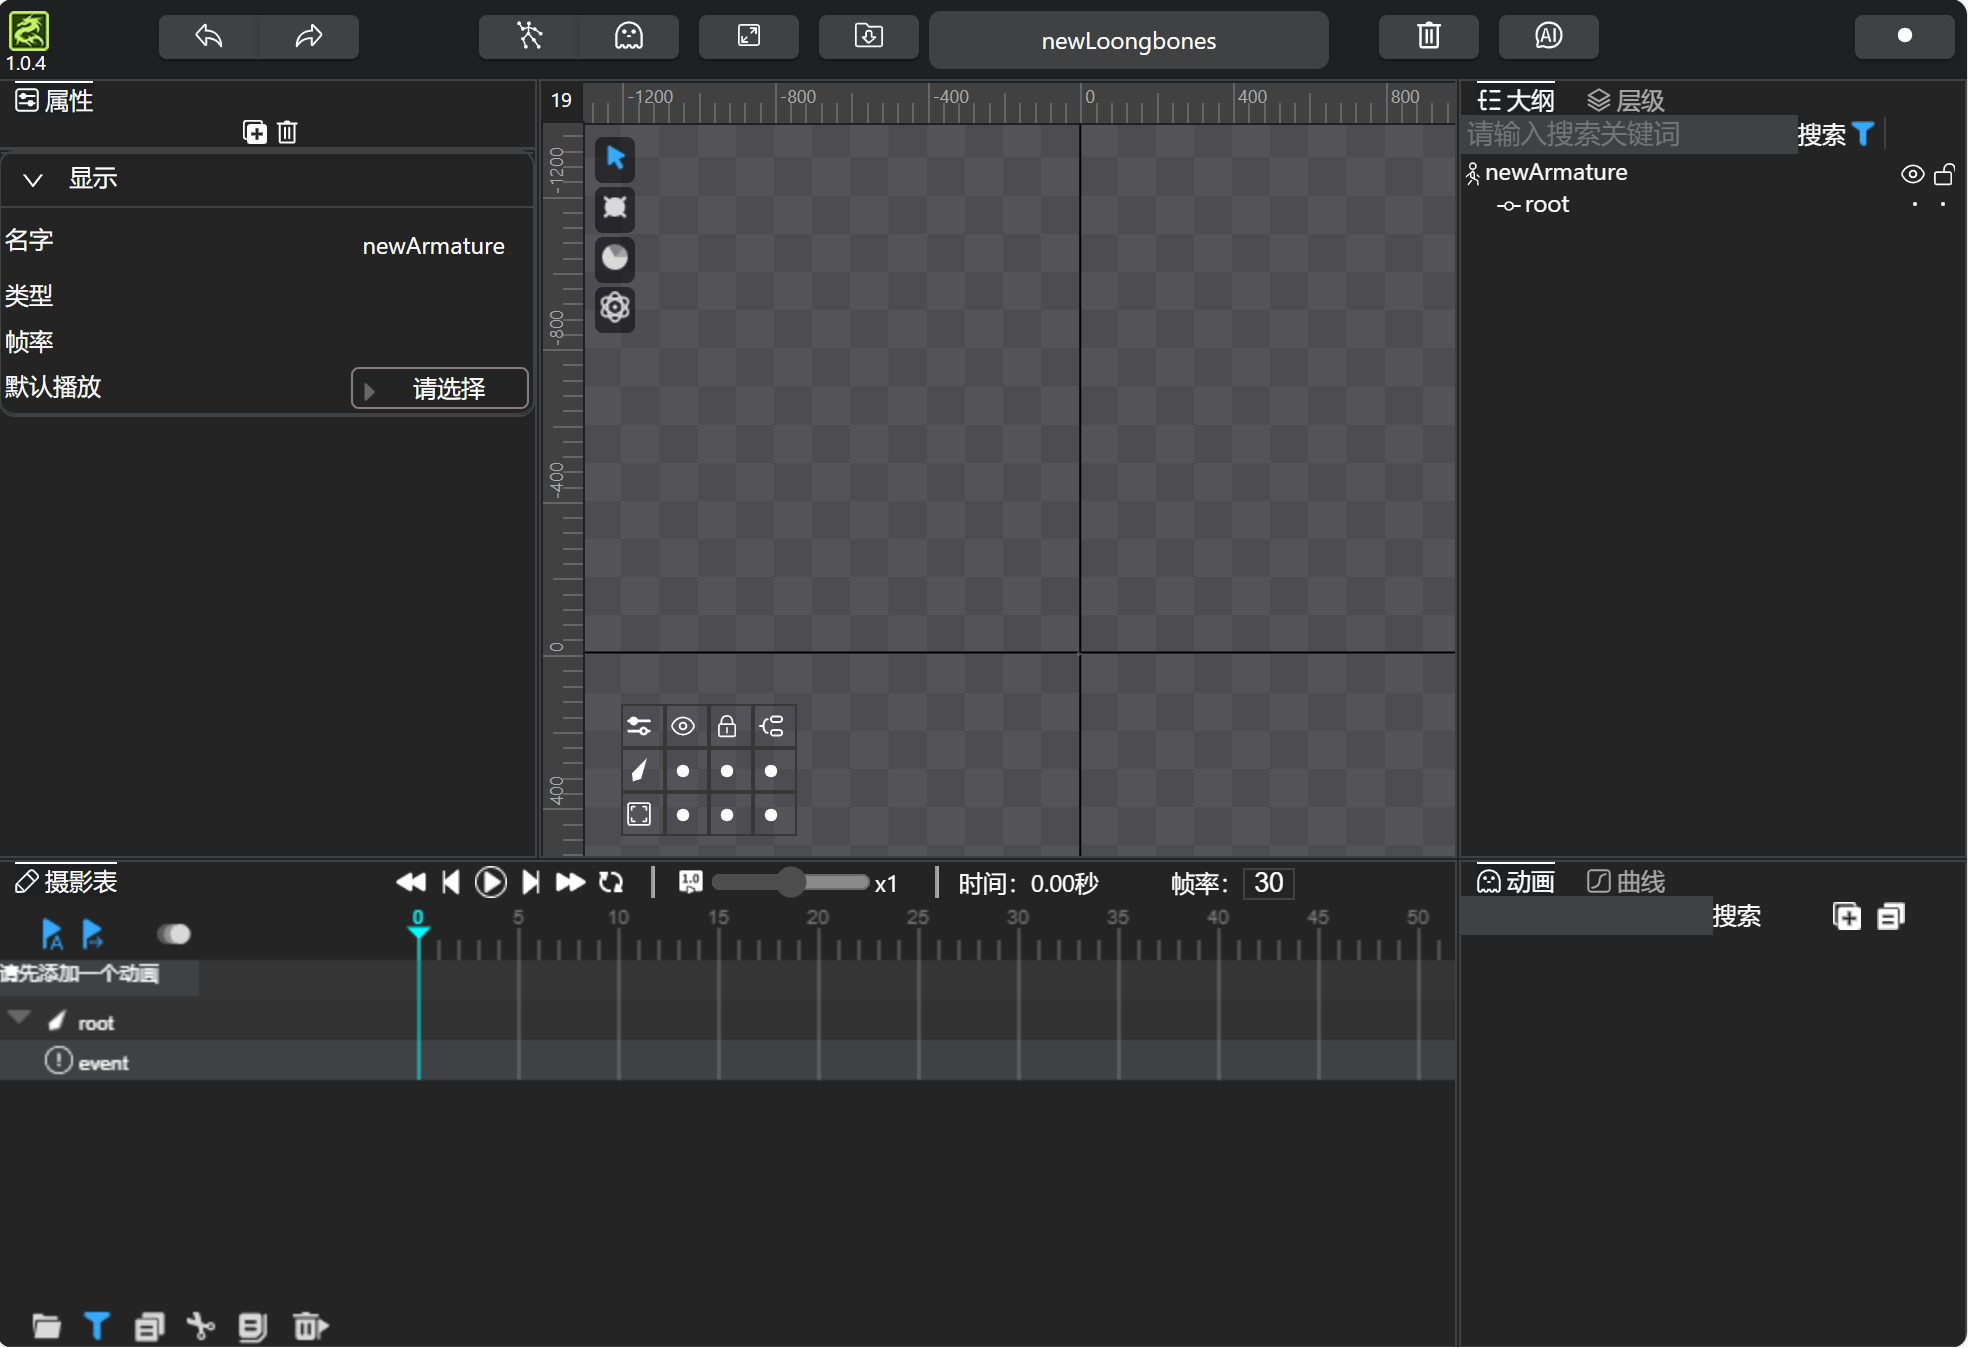 1.0.4
newLoongbones
AI
属性
显示
名字
newArmature
类型
帧率
默认播放
请选择
19
-1200
-800
-400
0
400
800
-1200
-800
-400
0
400
大纲
层级
请输入搜索关键词
搜索
newArmature
root
摄影表
1.0
x1
时间：0.00秒
帧率：
30
A
0 5 10 15 20 25 30 35 40 45 50
请先添加一个动画
root
event
动画
曲线
搜索